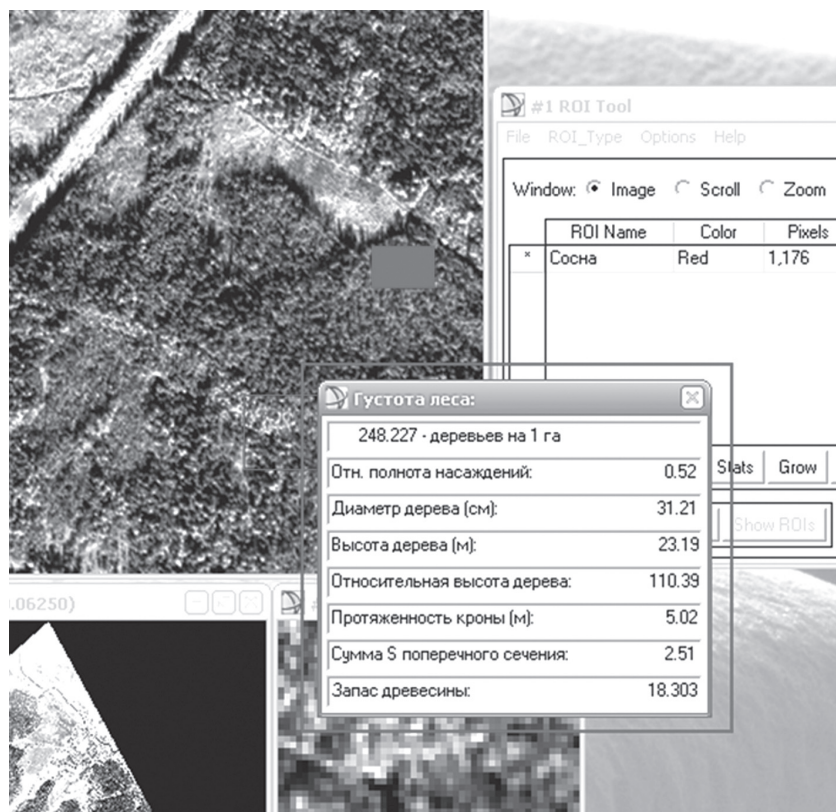 #1 ROI Tool
File ROI_Type Options Help
Window: Image Scroll Zoom
ROI Name Color Pixels
* Сосна Red 1,176
Густота леса:
248.227 - деревьев на 1 га
Отн. полнота насаждений: 0.52
Диаметр дерева (см): 31.21
Высота дерева (м): 23.19
Относительная высота дерева: 110.39
Протяженность кроны (м): 5.02
Сумма S поперечного сечения: 2.51
Запас древесины: 18.303
Stats Grow
Show ROIs
.06250)